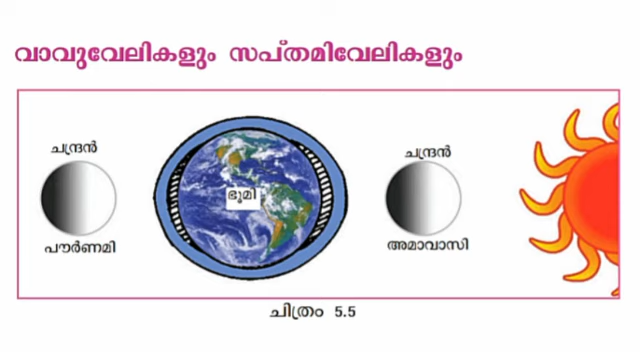 വാവുവേലികളും സപ്തമിവേലികളും
ചന്ദ്രൻ
ചന്ദ്രൻ
ഭൂമി
പൗർണമി
അമാവാസി
ചിത്രം 5.5